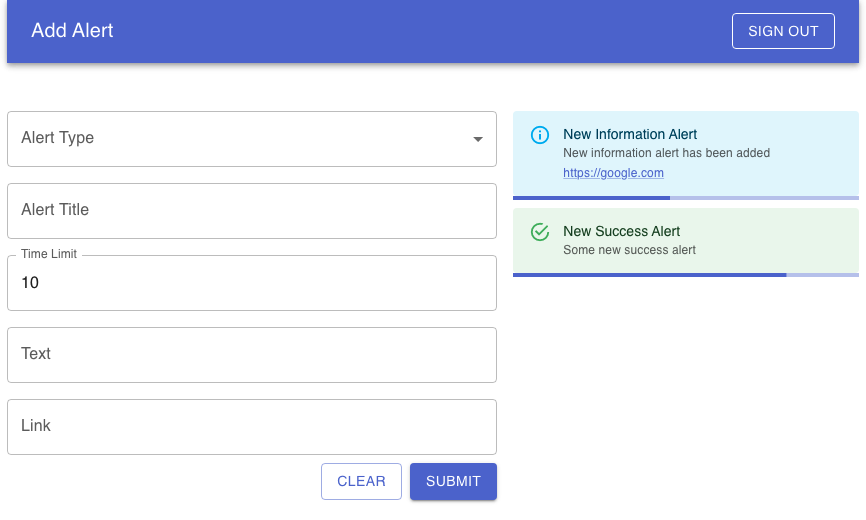 Add Alert
SIGN OUT
Alert Type
Alert Title
Time Limit
10
Text
Link
CLEAR
SUBMIT
New Information Alert
New information alert has been added
https://google.com
New Success Alert
Some new success alert